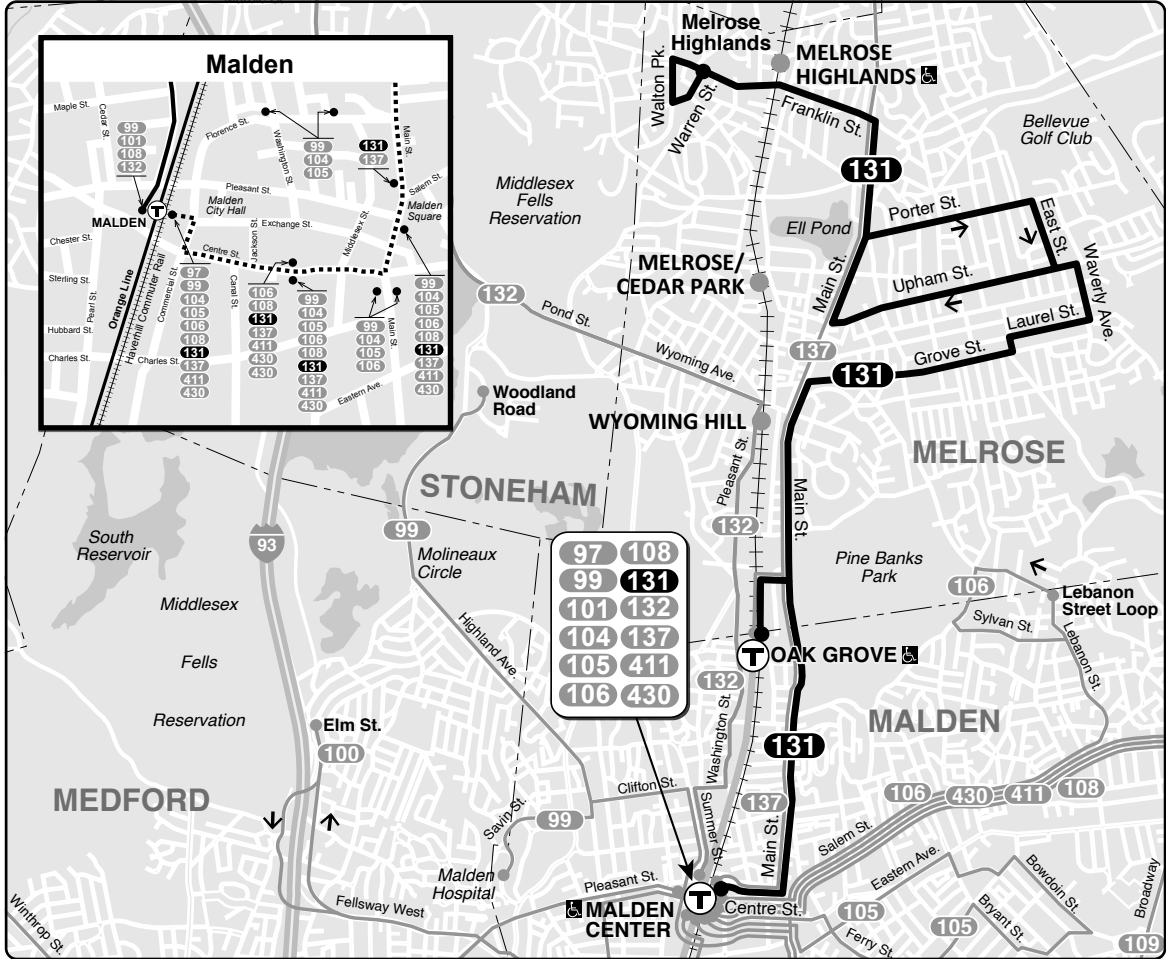 Malden
Maple St.
Cedar St.
99
101
108
132
Florence St.
Washington St.
99
104
105
131
137
Main St.
Salem St.
Pleasant St.
Malden
City Hall
Malden
Square
MALDEN
T
Exchange St.
Jackson St.
Middlesex St.
Chester St.
Centre St.
Sterling St.
Pearl St.
Orange Line
Haverhill Commuter Rail
Commercial St.
Canal St.
Hubbard St.
Charles St.
Charles St.
97
99
104
105
106
108
131
137
411
430
106
108
131
137
411
430
99
104
105
106
108
131
137
411
430
99
104
105
106
Main St.
Eastern Ave.
99
104
105
106
108
131
137
411
430
Melrose
Highlands
MELROSE
HIGHLANDS
Walton Pk.
Warren St.
Franklin St.
Bellevue
Golf Club
131
Middlesex
Fells
Reservation
Ell Pond
Porter St.
East St.
Waverly Ave.
Upham St.
Main St.
Laurel St.
Grove St.
MELROSE/
CEDAR PARK
132
Pond St.
Wyoming Ave.
137
131
Woodland
Road
WYOMING HILL
MELROSE
Pleasant St.
Main St.
STONEHAM
132
99
93
South
Reservoir
Molineaux
Circle
Middlesex
Fells
Reservation
97 108
99 131
101 132
104 137
105 411
106 430
Pine Banks
Park
106
Lebanon
Street Loop
Sylvan St.
Lebanon St.
Highland Ave.
T OAK GROVE
132
Washington St.
MALDEN
Elm St.
100
131
MEDFORD
Clifton St.
Savin St.
99
Summer St.
137
Main St.
106
430
411
108
Salem St.
Eastern Ave.
Malden
Hospital
Pleasant St.
T
MALDEN
CENTER
Centre St.
Fellsway West
Winthrop St.
105
Ferry St.
105
Bryant St.
Bowdoin St.
Broadway
109